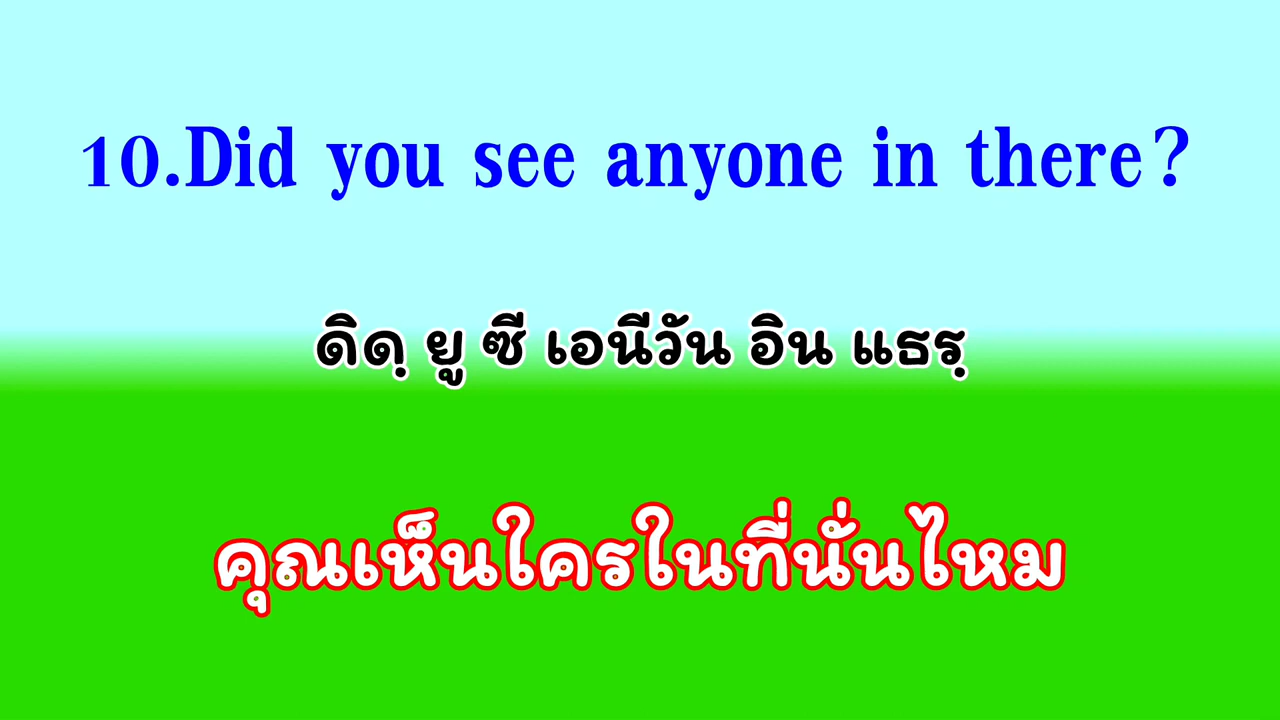 10.Did you see anyone in there?
ดิดฺ ยู ซี เอนีวัน อิน แธรฺ
คุณเห็นใครในที่นั่นไหม